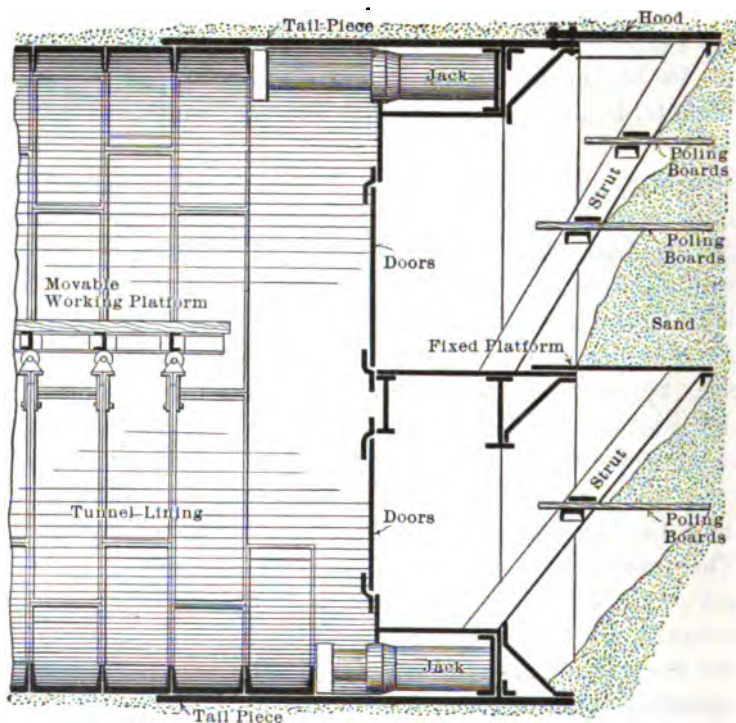 Tail Piece
Hood
Jack
Poling
Boards
Strut
Poling
Boards
Doors
Movable
Working Platform
Sand
Fixed Platform
Strut
Tunnel Lining
Doors
Poling
Boards
Jack
Tail Piece